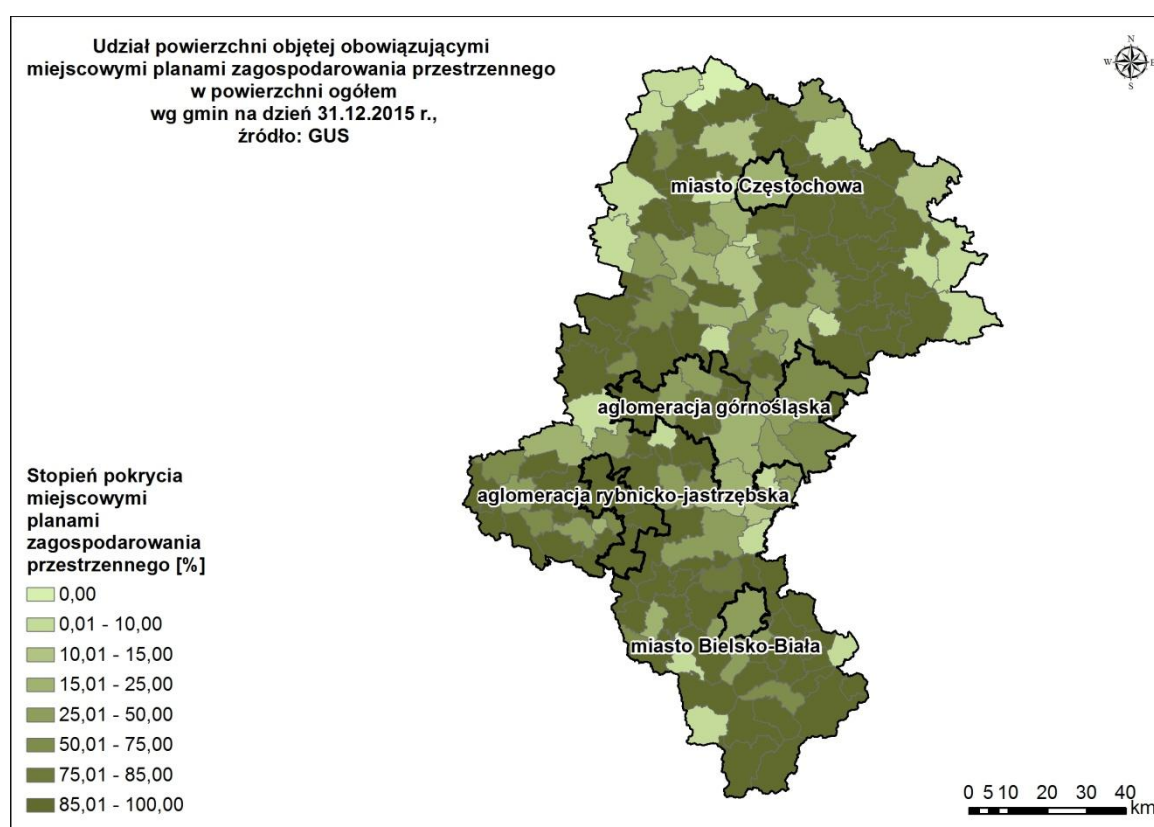 Udział powierzchni objętej obowiązującymi
miejscowymi planami zagospodarowania przestrzennego
w powierzchni ogółem
wg gmin na dzień 31.12.2015 r.,
źródło: GUS
N
W E
S
miasto Częstochowa
aglomeracja górnośląska
aglomeracja rybnicko-jastrzębska
miasto Bielsko-Biała
Stopień pokrycia
miejscowymi
planami
zagospodarowania
przestrzennego [%]
0,00
0,01 - 10,00
10,01 - 15,00
15,01 - 25,00
25,01 - 50,00
50,01 - 75,00
75,01 - 85,00
85,01 - 100,00
0 5 10 20 30 40
km